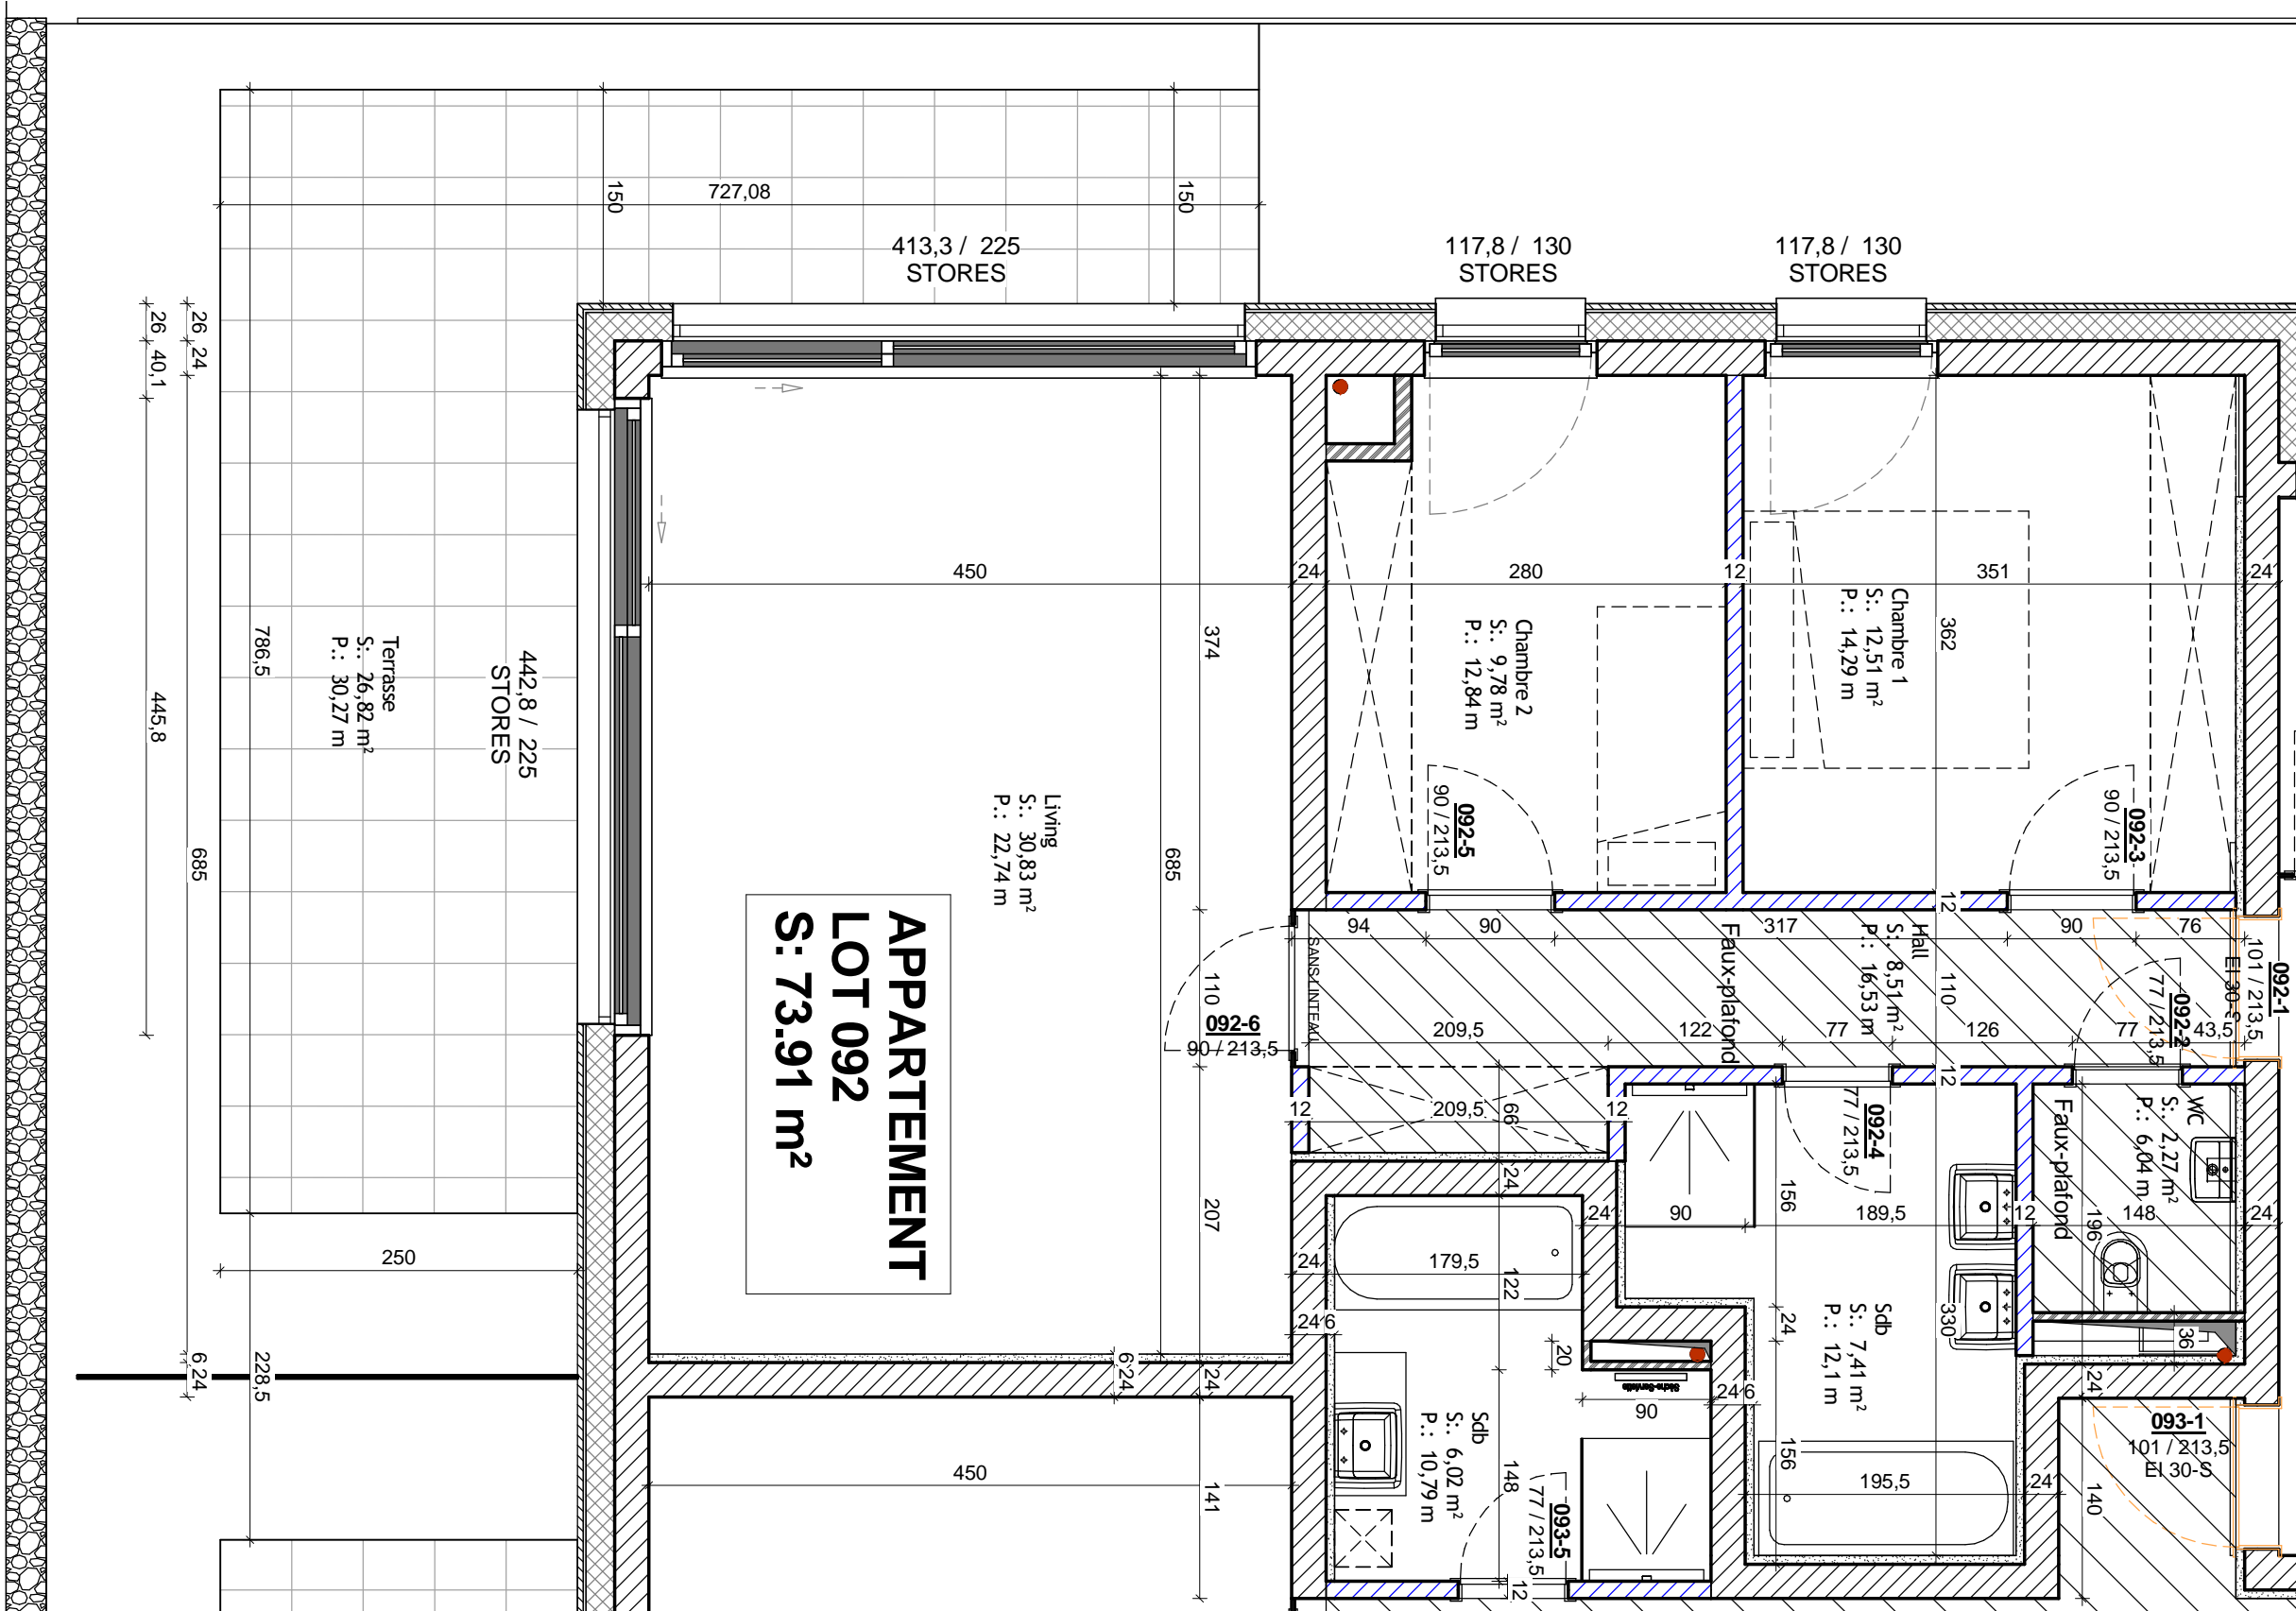 727,08
150
150
413,3 / 225
STORES
117,8 / 130
STORES
117,8 / 130
STORES
26
24
26
40,1
450
24
280
12
351
24
786,5
445,8
685
Terrasse
S.: 26,82 m²
P.: 30,27 m
442,8 / 225
STORES
374
685
Living
S.: 30,83 m²
P.: 22,74 m
APPARTEMENT
LOT 092
S: 73.91 m²
Chambre 2
S.: 9,78 m²
P.: 12,84 m
Chambre 1
S.: 12,51 m²
P.: 14,29 m
362
092-5
90 / 213,5
092-3
90 / 213,5
12
94
90
317
90
76
SANS LINTEAU
Faux-plafond
Hall
S.: 8,51 m²
P.: 16,53 m
110
110
092-1
101 / 213,5
EI 30-S
092-2
77 / 213,5
092-6
90 / 213,5
209,5
122
77
126
77
43,5
12
12
209,5
66
12
092-4
77 / 213,5
Faux-plafond
WC
S.: 2,27 m²
P.: 6,04 m
24
207
24
90
156
189,5
12
196
148
24
250
24
179,5
122
24
6
20
24
330
36
Sdb
S.: 7,41 m²
P.: 12,1 m
6
24
228,5
6
24
24
Sèche-Serviette
90
24
6
24
093-1
101 / 213,5
EI 30-S
450
141
Sdb
S.: 6,02 m²
P.: 10,79 m
148
093-5
77 / 213,5
12
156
195,5
24
140